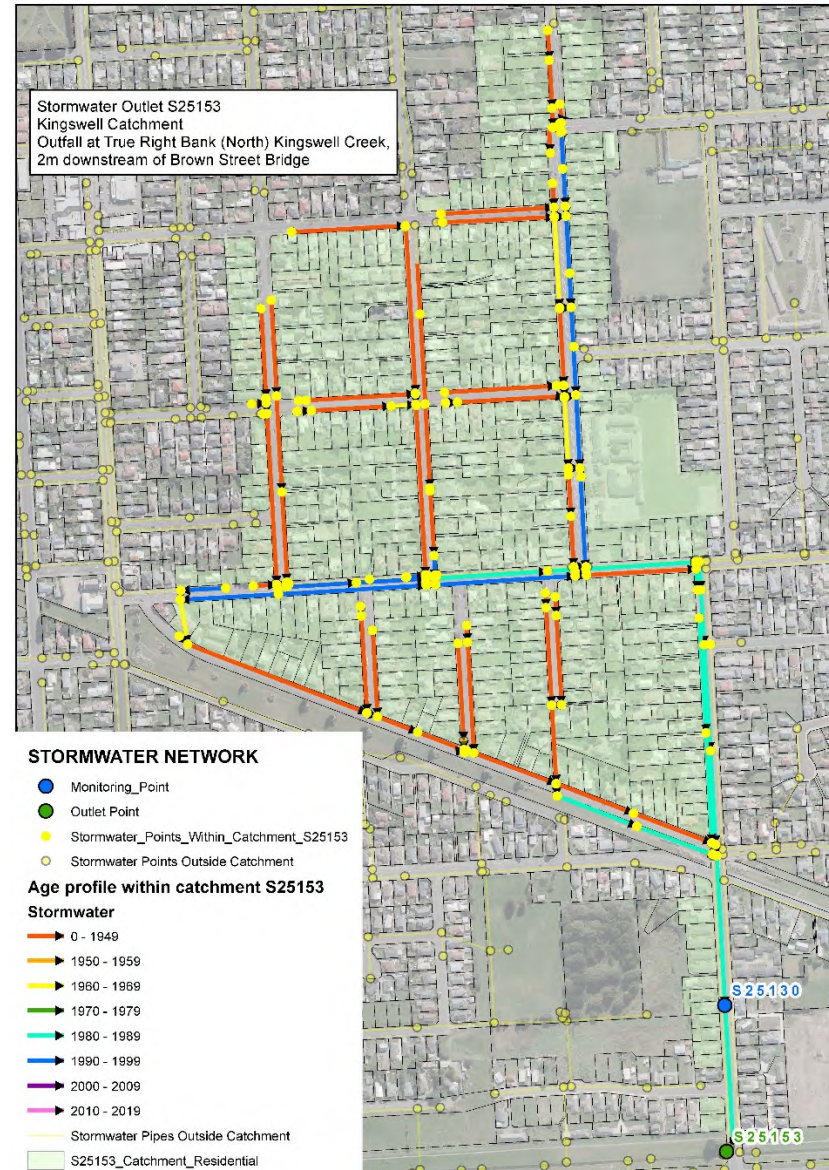 Stormwater Outlet S25153
Kingswell Catchment
Outfall at True Right Bank (North) Kingswell Creek,
2m downstream of Brown Street Bridge
STORMWATER NETWORK
Monitoring_Point
Outlet Point
Stormwater_Points_Within_Catchment_S25153
Stormwater Points Outside Catchment
Age profile within catchment S25153
Stormwater
0 - 1949
1950 - 1959
1960 - 1969
1970 - 1979
1980 - 1989
1990 - 1999
2000 - 2009
2010 - 2019
Stormwater Pipes Outside Catchment
S25153_Catchment_Residential
S25130
S25153